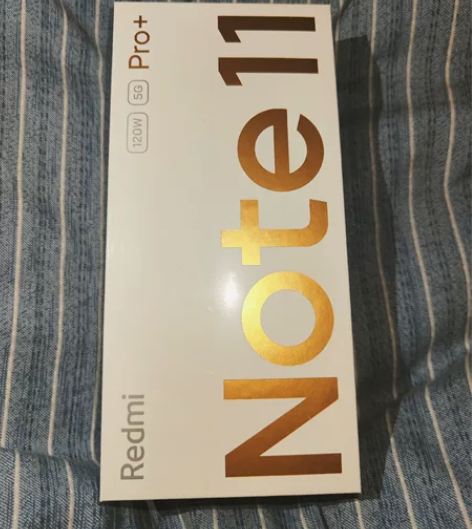 Redmi
120W 5G Pro+
Note 11